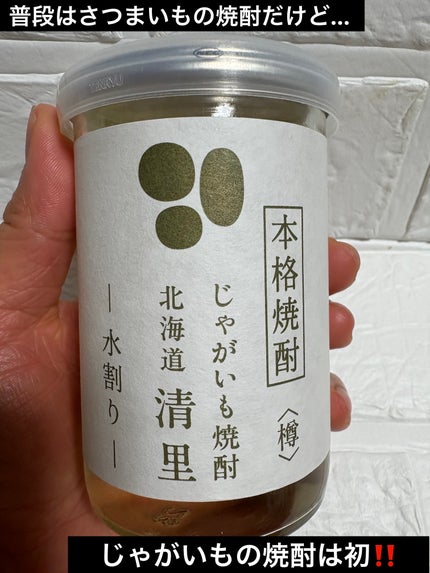 普段はさつまいもの焼酎だけど...
本格焼酎
〈樽〉
じゃがいも焼酎
北海道 清里
ー水割りー
じゃがいもの焼酎は初‼️